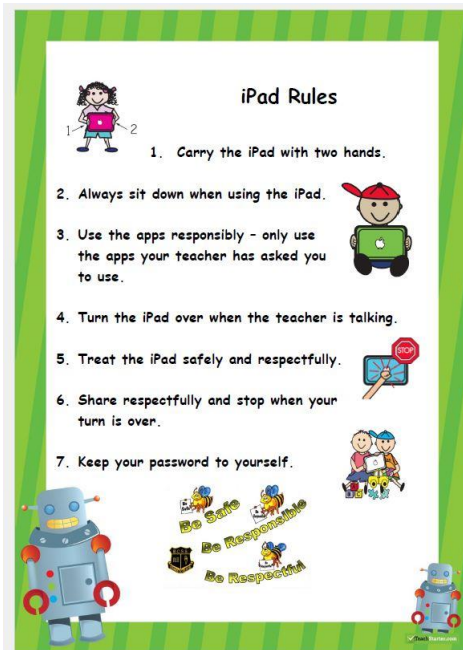 iPad Rules
1 2
1. Carry the iPad with two hands.
2. Always sit down when using the iPad.
3. Use the apps responsibly – only use
the apps your teacher has asked you
to use.
4. Turn the iPad over when the teacher is talking.
5. Treat the iPad safely and respectfully.
STOP
6. Share respectfully and stop when your
turn is over.
7. Keep your password to yourself.
Be Safe
Be Responsible
Be Respectful